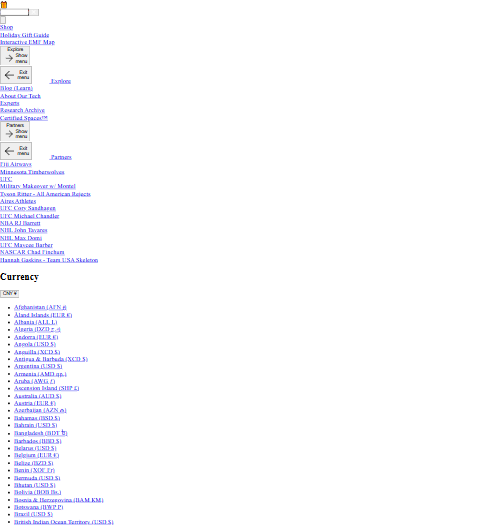 Shop
Holiday Gift Guide
Interactive EMF Map
Explore
Show menu
Exit menu
Explore
Blog (Learn)
About Our Tech
Experts
Research Archive
Certified Spaces™
Partners
Show menu
Exit menu
Partners
Fiji Airways
Minnesota Timberwolves
UFC
Military Makeover w/ Montel
Tyson Ritter - All American Rejects
Aires Athletes
UFC Cory Sandhagen
UFC Michael Chandler
NBA RJ Barrett
NHL John Tavares
NHL Max Domi
UFC Maycee Barber
NASCAR Chad Finchum
Hannah Gaskins - Team USA Skeleton
Currency
CNY ¥
Afghanistan (AFN ؋)
Åland Islands (EUR €)
Albania (ALL L)
Algeria (DZD د.ج)
Andorra (EUR €)
Angola (USD $)
Anguilla (XCD $)
Antigua & Barbuda (XCD $)
Argentina (USD $)
Armenia (AMD դր.)
Aruba (AWG ƒ)
Ascension Island (SHP £)
Australia (AUD $)
Austria (EUR €)
Azerbaijan (AZN ₼)
Bahamas (BSD $)
Bahrain (USD $)
Bangladesh (BDT ৳)
Barbados (BBD $)
Belarus (USD $)
Belgium (EUR €)
Belize (BZD $)
Benin (XOF Fr)
Bermuda (USD $)
Bhutan (USD $)
Bolivia (BOB Bs.)
Bosnia & Herzegovina (BAM КМ)
Botswana (BWP P)
Brazil (USD $)
British Indian Ocean Territory (USD $)